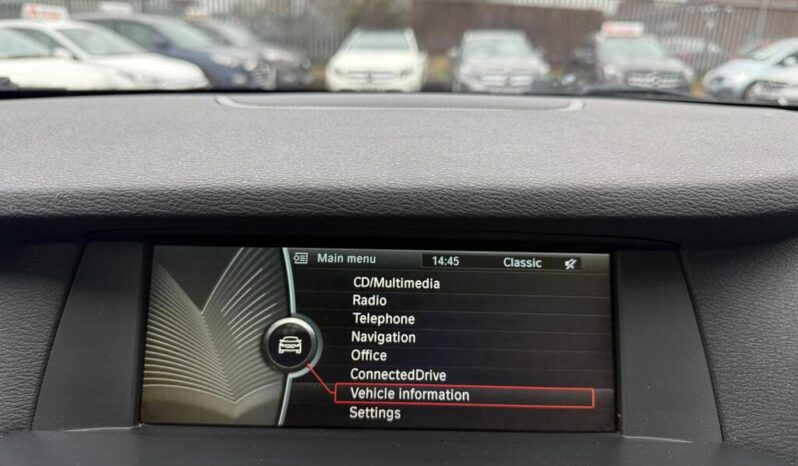 Main menu 14:45 Classic
CD/Multimedia
Radio
Telephone
Navigation
Office
ConnectedDrive
Vehicle information
Settings